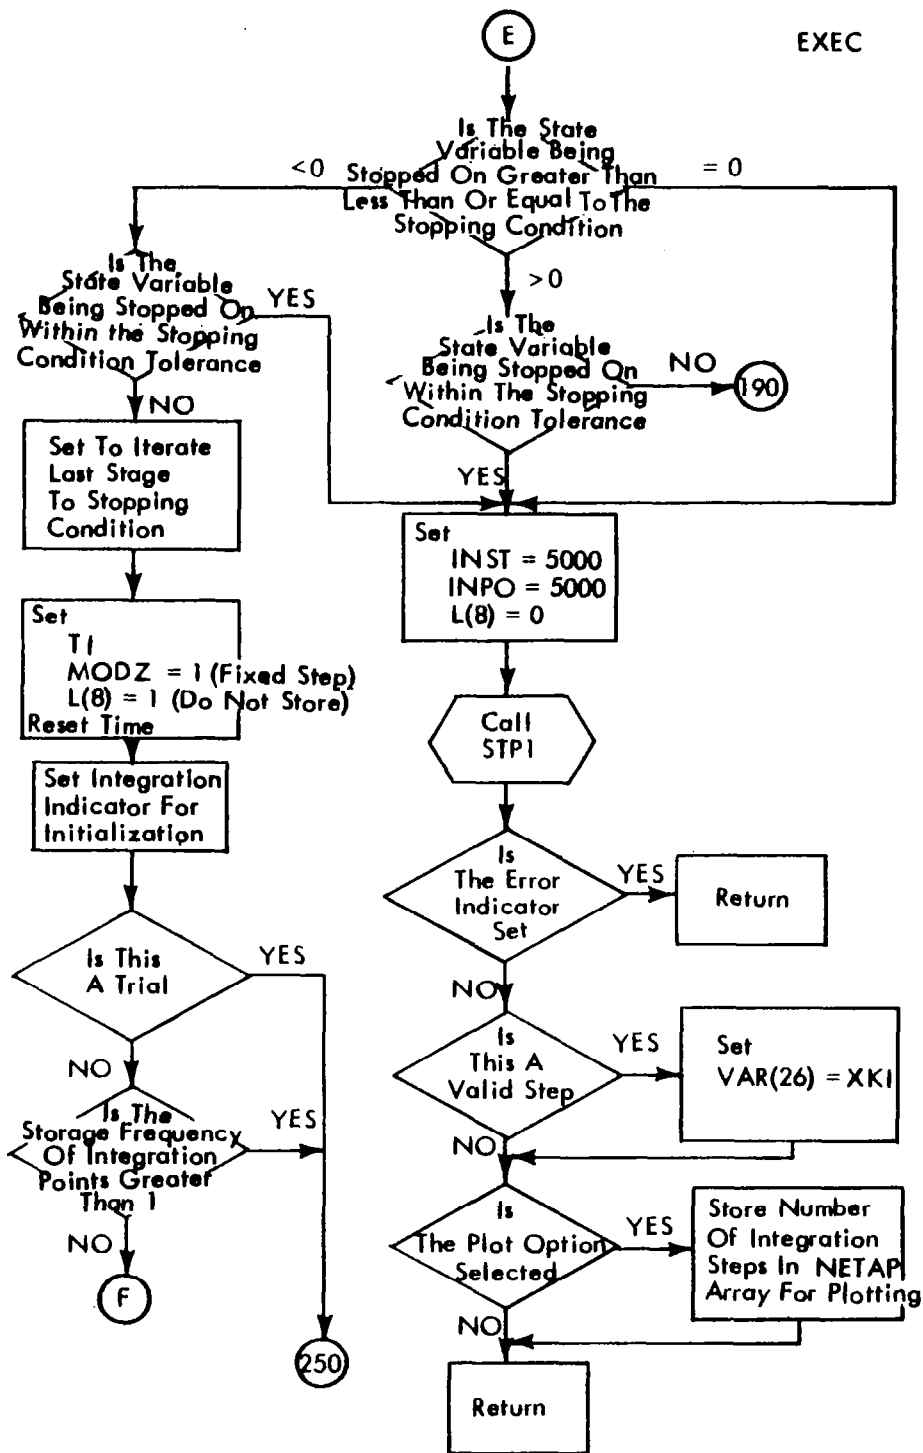 E
EXEC
Is The State
Variable Being
Stopped On Greater Than
Less Than Or Equal To The
Stopping Condition
<0
= 0
>0
Is The
State Variable
Being Stopped On
Within the Stopping
Condition Tolerance
YES
NO
Is The
State Variable
Being Stopped On
Within The Stopping
Condition Tolerance
NO
190
YES
Set To Iterate
Last Stage
To Stopping
Condition
Set
INST = 5000
INPO = 5000
L(8) = 0
Set
T1
MODZ = 1 (Fixed Step)
L(8) = 1 (Do Not Store)
Reset Time
Call
STP1
Set Integration
Indicator For
Initialization
Is
The Error
Indicator
Set
YES
Return
NO
Is This
A Trial
YES
NO
Is
This A
Valid Step
YES
Set
VAR(26) = XK1
NO
Is The
Storage Frequency
Of Integration
Points Greater
Than 1
YES
NO
F
250
Is
The Plot Option
Selected
YES
Store Number
Of Integration
Steps In NETAP
Array For Plotting
NO
Return